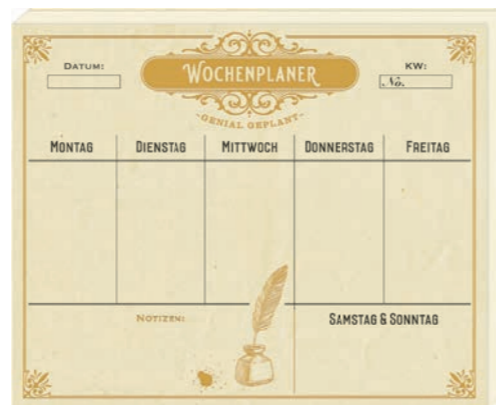 DATUM:
WOCHENPLANER
KW:
No.
-GENIAL GEPLANT-
MONTAG DIENSTAG MITTWOCH DONNERSTAG FREITAG
NOTIZEN:
SAMSTAG & SONNTAG